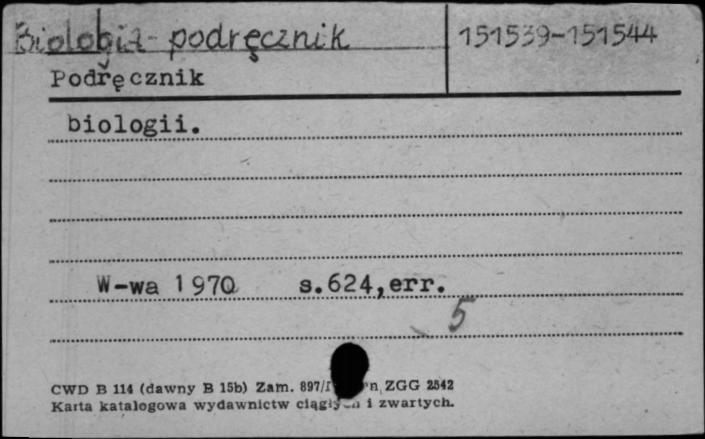 Biologia - podręcznik 151539-151544
Podręcznik
biologii.
W-wa 1970 s.624,err.
5
CWD B 114 (dawny B 15b) Zam. 897/I ZGG 2542
Karta katalogowa wydawnictw ciągłych i zwartych.